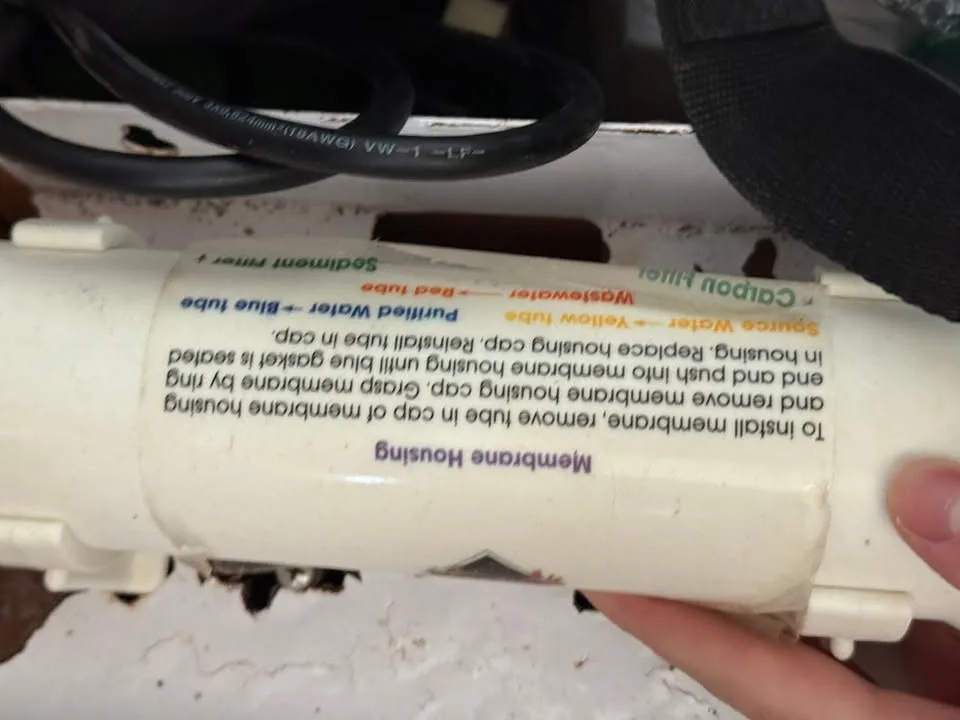 Membrane Housing
To install membrane, remove tube in cap of membrane housing
and remove membrane housing cap. Grasp membrane by ring
end and push into membrane housing until blue gasket is seated
in housing. Replace housing cap. Reinstall tube in cap.
Source Water → Yellow tube Purified Water → Blue tube
Wastewater → Red tube
Carbon Filter Sediment Filter
(18AWG) VW-1